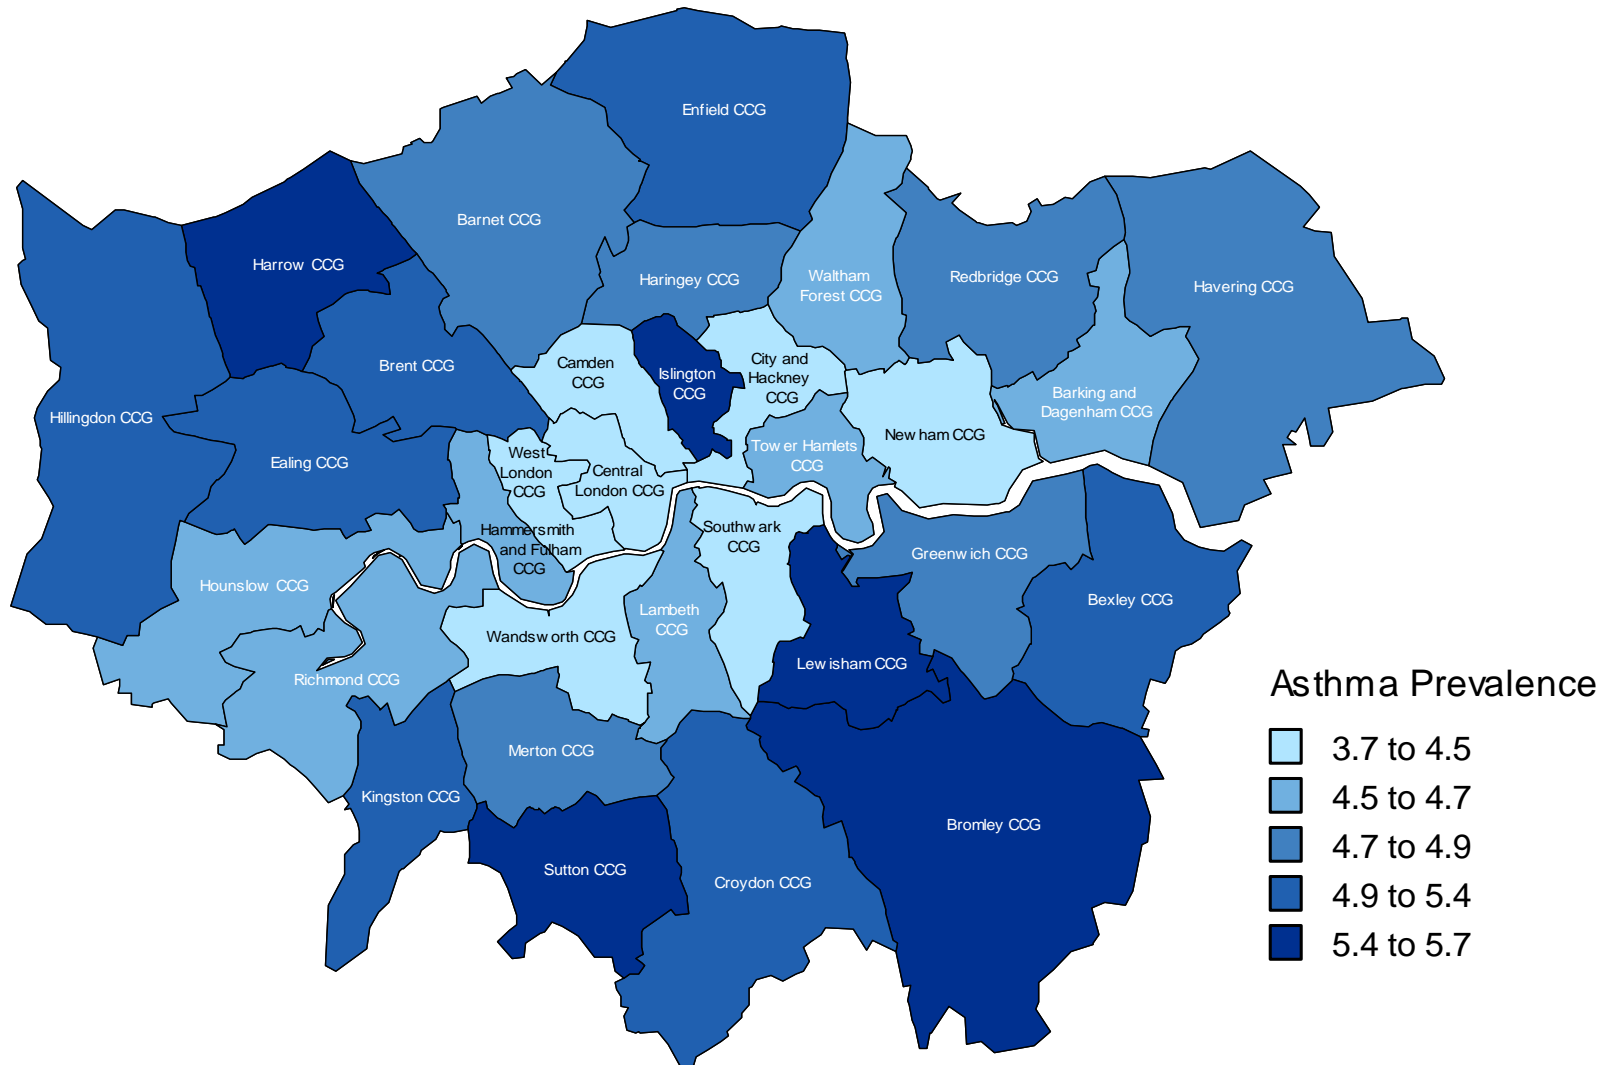 Enfield CCG
Barnet CCG
Harrow CCG
Haringey CCG
Waltham
Forest CCG
Redbridge CCG
Havering CCG
Brent CCG
Camden
CCG
Islington
CCG
City and
Hackney
CCG
Barking and
Dagenham CCG
Hillingdon CCG
Ealing CCG
West
London
CCG
Central
London CCG
Tower Hamlets
CCG
Newham CCG
Hammersmith
and Fulham
CCG
Southwark
CCG
Greenwich CCG
Hounslow CCG
Bexley CCG
Lambeth
CCG
Wandsworth CCG
Lewisham CCG
Richmond CCG
Merton CCG
Kingston CCG
Sutton CCG
Croydon CCG
Bromley CCG
Asthma Prevalence
3.7 to 4.5
4.5 to 4.7
4.7 to 4.9
4.9 to 5.4
5.4 to 5.7